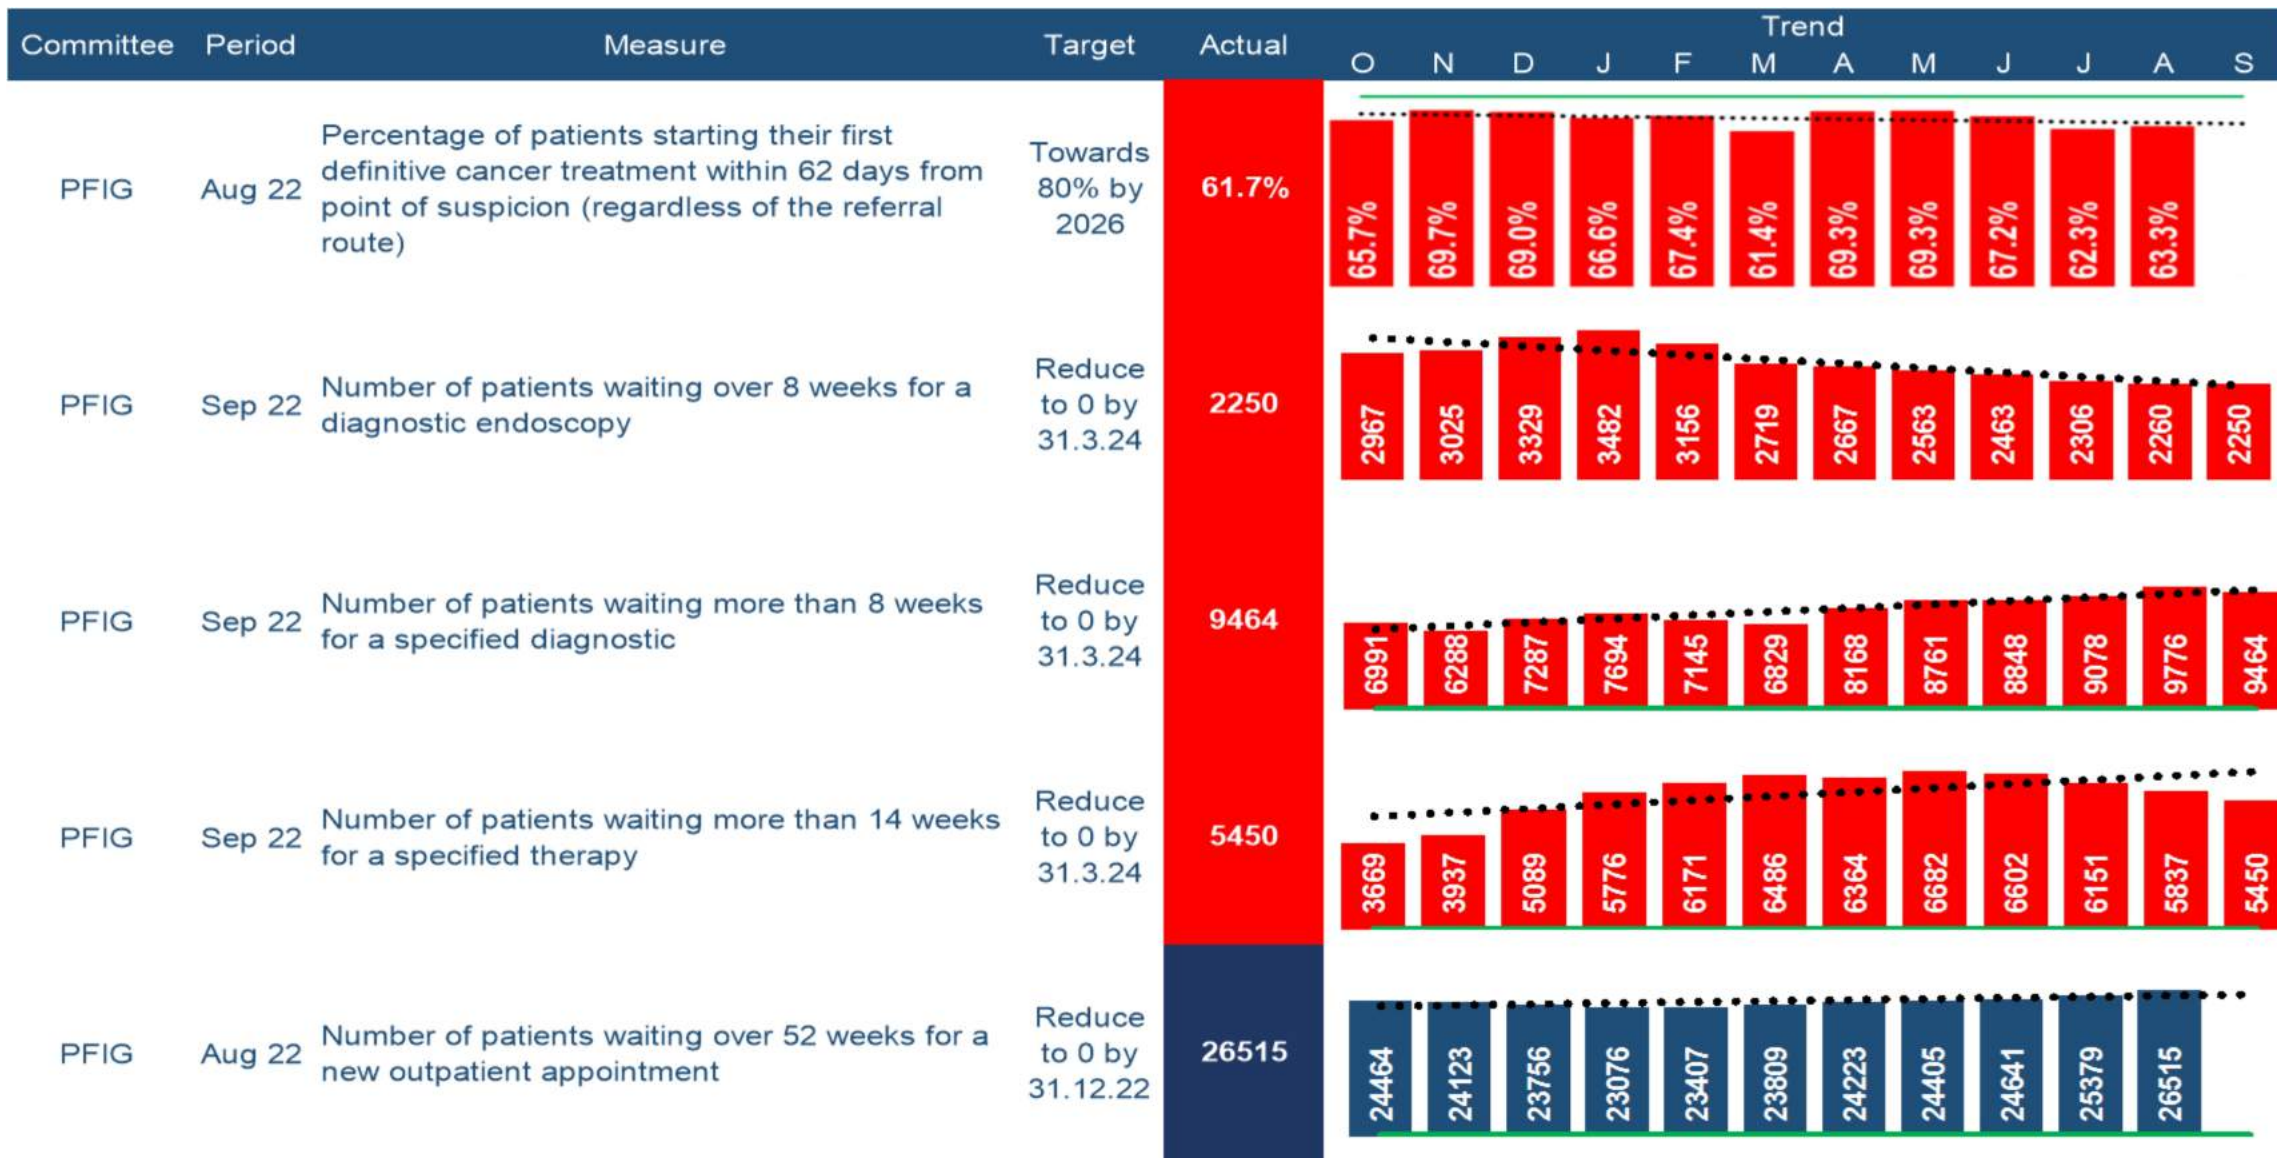 Committee Period Measure Target Actual Trend
O N D J F M A M J J A S
PFIG Aug 22
Percentage of patients starting their first
definitive cancer treatment within 62 days from
point of suspicion (regardless of the referral
route)
Towards
80% by
2026
61.7%
65.7% 69.7% 69.0% 66.6% 67.4% 61.4% 69.3% 69.3% 67.2% 62.3% 63.3%
PFIG Sep 22
Number of patients waiting over 8 weeks for a
diagnostic endoscopy
Reduce
to 0 by
31.3.24
2250
2967 3025 3329 3482 3156 2719 2667 2563 2463 2306 2260 2250
PFIG Sep 22
Number of patients waiting more than 8 weeks
for a specified diagnostic
Reduce
to 0 by
31.3.24
9464
6991 6288 7287 7694 7145 6829 8168 8761 8848 9078 9776 9464
PFIG Sep 22
Number of patients waiting more than 14 weeks
for a specified therapy
Reduce
to 0 by
31.3.24
5450
3669 3937 5089 5776 6171 6486 6364 6682 6602 6151 5837 5450
PFIG Aug 22
Number of patients waiting over 52 weeks for a
new outpatient appointment
Reduce
to 0 by
31.12.22
26515
24464 24123 23756 23076 23407 23809 24223 24405 24641 25379 26515